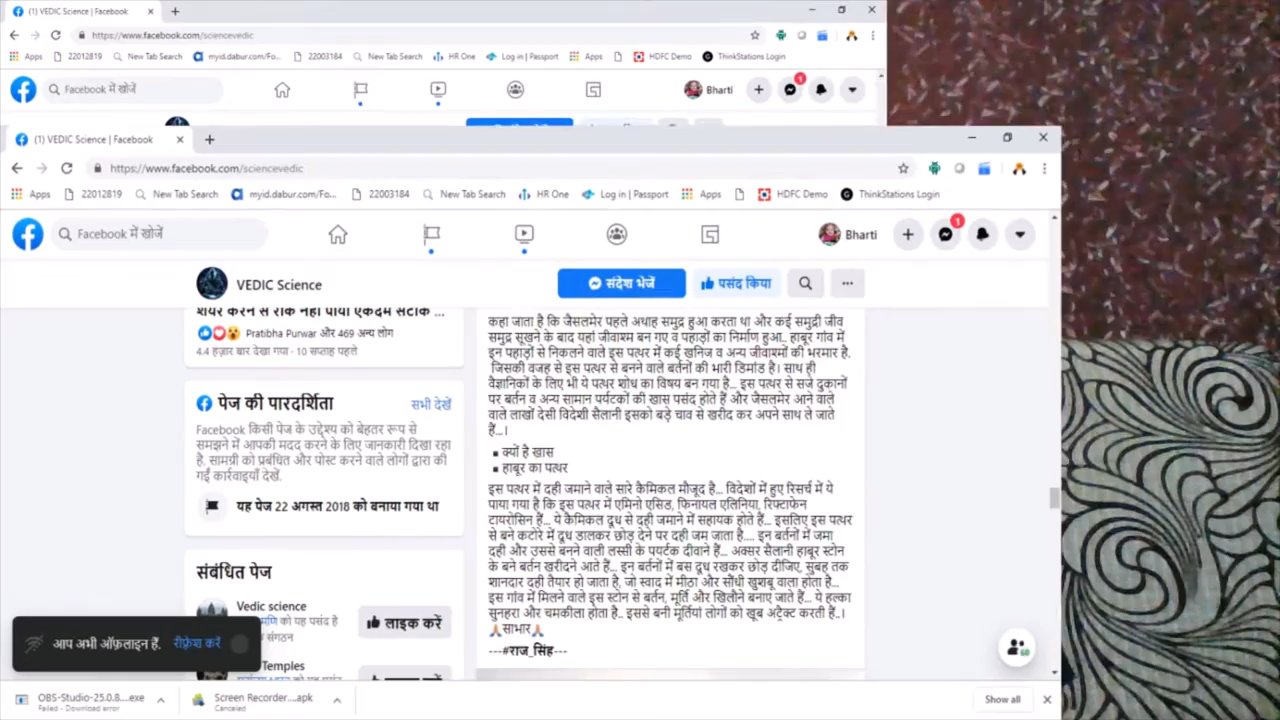 (1) VEDIC Science | Facebook
https://www.facebook.com/sciencevedic
Apps 22012819 New Tab Search myid.dabur.com/Fo... 22003184 New Tab Search HR One Log in | Passport Apps HDFC Demo ThinkStations Login
Facebook में खोजें Bharti 1
(1) VEDIC Science | Facebook
https://www.facebook.com/sciencevedic
Apps 22012819 New Tab Search myid.dabur.com/Fo... 22003184 New Tab Search HR One Log in | Passport Apps HDFC Demo ThinkStations Login
Facebook में खोजें Bharti 1
VEDIC Science संदेश भेजें पसंद किया
शेयर करने से रोक नहीं पाया एकदम सटीक ...
Pratibha Purwar और 469 अन्य लोग
4.4 हज़ार बार देखा गया · 10 सप्ताह पहले
पेज की पारदर्शिता सभी देखें
Facebook किसी पेज के उद्देश्य को बेहतर रूप से
समझने में आपकी मदद करने के लिए जानकारी दिखा रहा
है. सामग्री को प्रबंधित और पोस्ट करने वाले लोगों द्वारा की
गईं कार्रवाइयाँ देखें.
यह पेज 22 अगस्त 2018 को बनाया गया था
संबंधित पेज
Vedic science
को यह पसंद है
संगठन
लाइक करें
Temples
आप अभी ऑफ़लाइन हैं. रीफ़्रेश करें
कहा जाता है कि जैसलमेर पहले अथाह समुद्र हुआ करता था और कई समुद्री जीव
समुद्र सूखने के बाद यहां जीवाश्म बन गए व पहाड़ों का निर्माण हुआ.. हाबूर गांव में
इन पहाड़ों से निकलने वाले इस पत्थर में कई खनिज व अन्य जीवाश्मों की भरमार है.
जिसकी वजह से इस पत्थर से बनने वाले बर्तनों की भारी डिमांड है। साथ ही
वैज्ञानिकों के लिए भी ये पत्थर शोध का विषय बन गया है... इस पत्थर से सजे दुकानों
पर बर्तन व अन्य सामान पर्यटकों की खास पसंद होते हैं और जैसलमेर आने वाले
वाले लाखों देसी विदेशी सैलानी इसको बड़े चाव से खरीद कर अपने साथ ले जाते
हैं...।
▪ क्यों है खास
▪ हाबूर का पत्थर
इस पत्थर में दही जमाने वाले सारे कैमिकल मौजूद है... विदेशों में हुए रिसर्च में ये
पाया गया है कि इस पत्थर में एमिनो एसिड, फिनायल एलिनिया, रिफ्टाफेन
टायरोसिन हैं... ये कैमिकल दूध से दही जमाने में सहायक होते हैं... इसलिए इस पत्थर
से बने कटोरे में दूध डालकर छोड़ देने पर दही जम जाता है.... इन बर्तनों में जमा
दही और उससे बनने वाली लस्सी के पयर्टक दीवाने हैं... अक्सर सैलानी हाबूर स्टोन
के बने बर्तन खरीदने आते हैं... इन बर्तनों में बस दूध रखकर छोड़ दीजिए, सुबह तक
शानदार दही तैयार हो जाता है, जो स्वाद में मीठा और सौंधी खुशबू वाला होता है...
इस गांव में मिलने वाले इस स्टोन से बर्तन, मूर्ति और खिलौने बनाए जाते हैं... ये हल्का
सुनहरा और चमकीला होता है.. इससे बनी मूर्तियां लोगों को खूब अट्रैक्ट करती हैं..।
🙏साभार🙏
---#राज_सिंह---
OBS-Studio-25.0.8....exe Screen Recorder....apk Show all
Failed - Download error Canceled